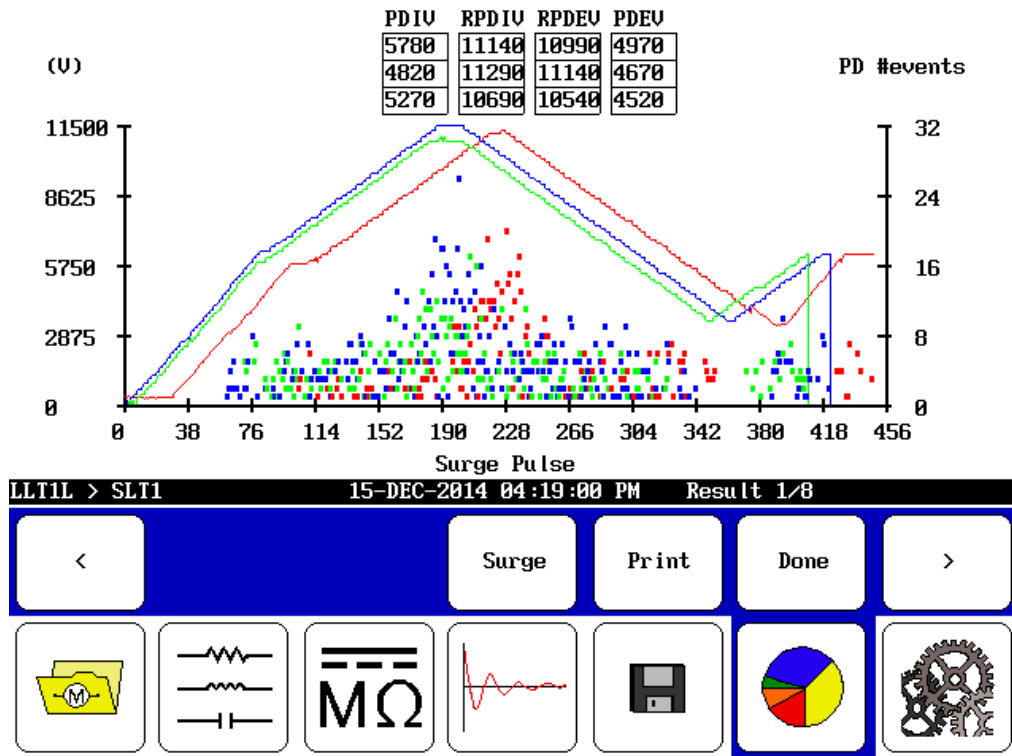 PDIV RPDIV RPDEV PDEV
5780 11140 10990 4970
4820 11290 11140 4670
5270 10690 10540 4520
(V) PD #events
11500 32
8625 24
5750 16
2875 8
0 0
0 38 76 114 152 190 228 266 304 342 380 418 456
Surge Pulse
LLT1L > SLT1 15-DEC-2014 04:19:00 PM Result 1/8
< Surge Print Done >
M MΩ